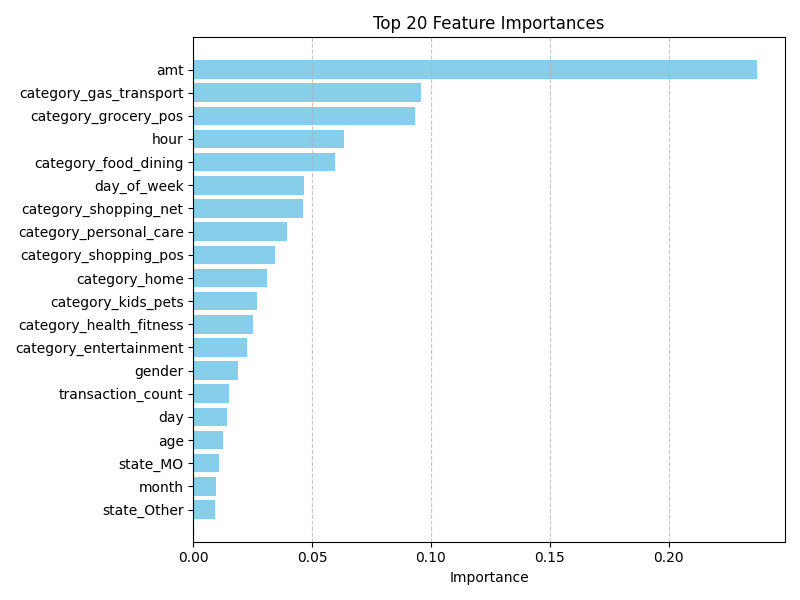 Top 20 Feature Importances
amt
category_gas_transport
category_grocery_pos
hour
category_food_dining
day_of_week
category_shopping_net
category_personal_care
category_shopping_pos
category_home
category_kids_pets
category_health_fitness
category_entertainment
gender
transaction_count
day
age
state_MO
month
state_Other
0.00 0.05 0.10 0.15 0.20
Importance